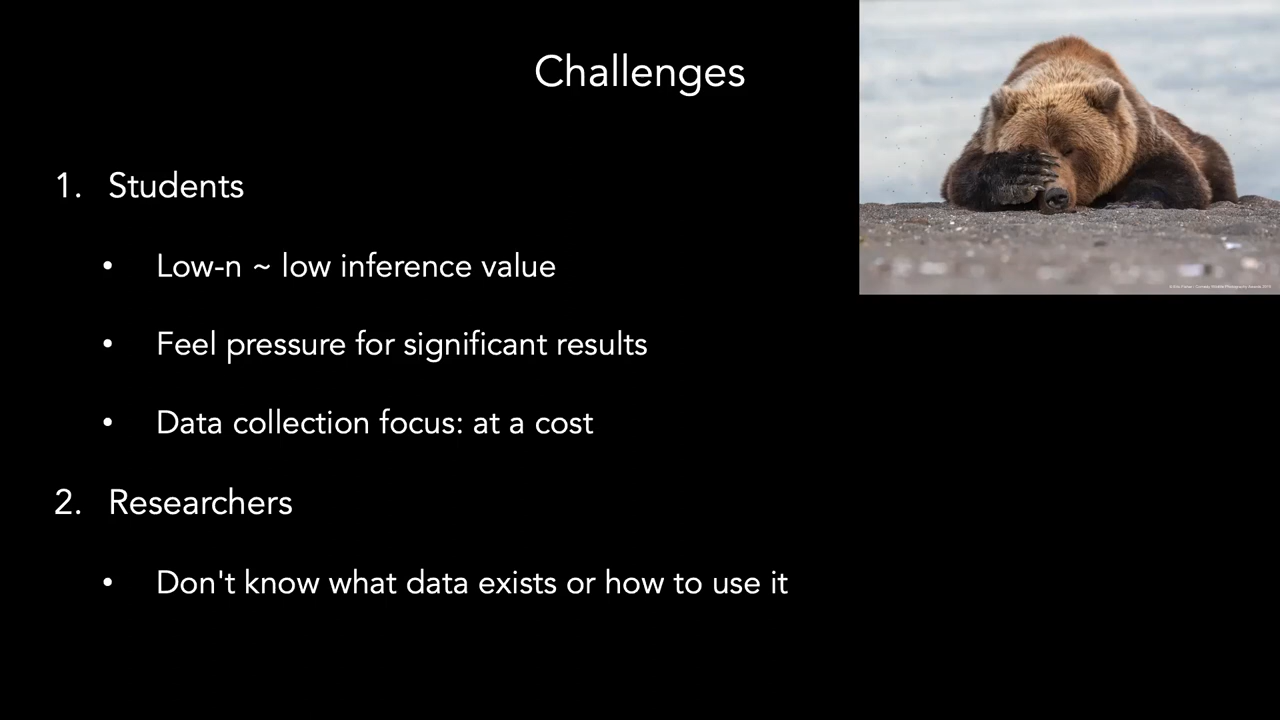 Challenges
1. Students
• Low-n ~ low inference value
• Feel pressure for significant results
• Data collection focus: at a cost
2. Researchers
• Don't know what data exists or how to use it